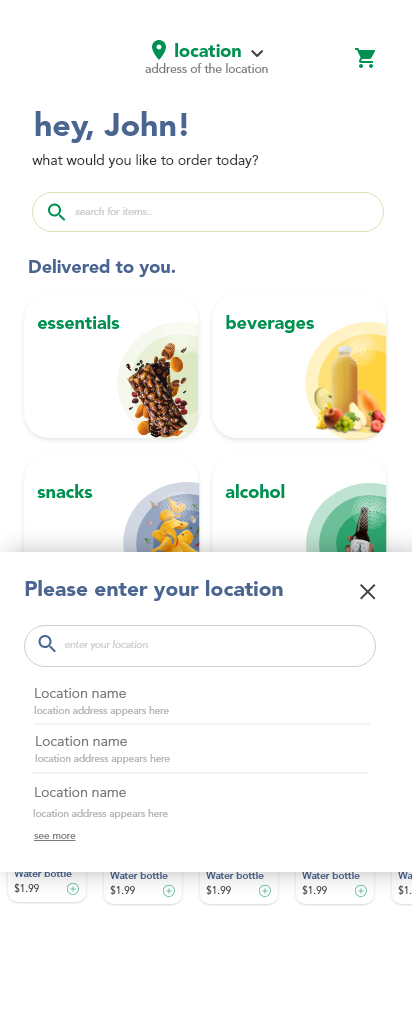 location
address of the location
hey, John!
what would you like to order today?
search for items..
Delivered to you.
essentials
beverages
snacks
alcohol
Please enter your location
enter your location
Location name
location address appears here
Location name
location address appears here
Location name
location address appears here
see more
Water bottle
Water bottle
Water bottle
Water bottle
Wa
$1.99
$1.99
$1.99
$1.99
$1.